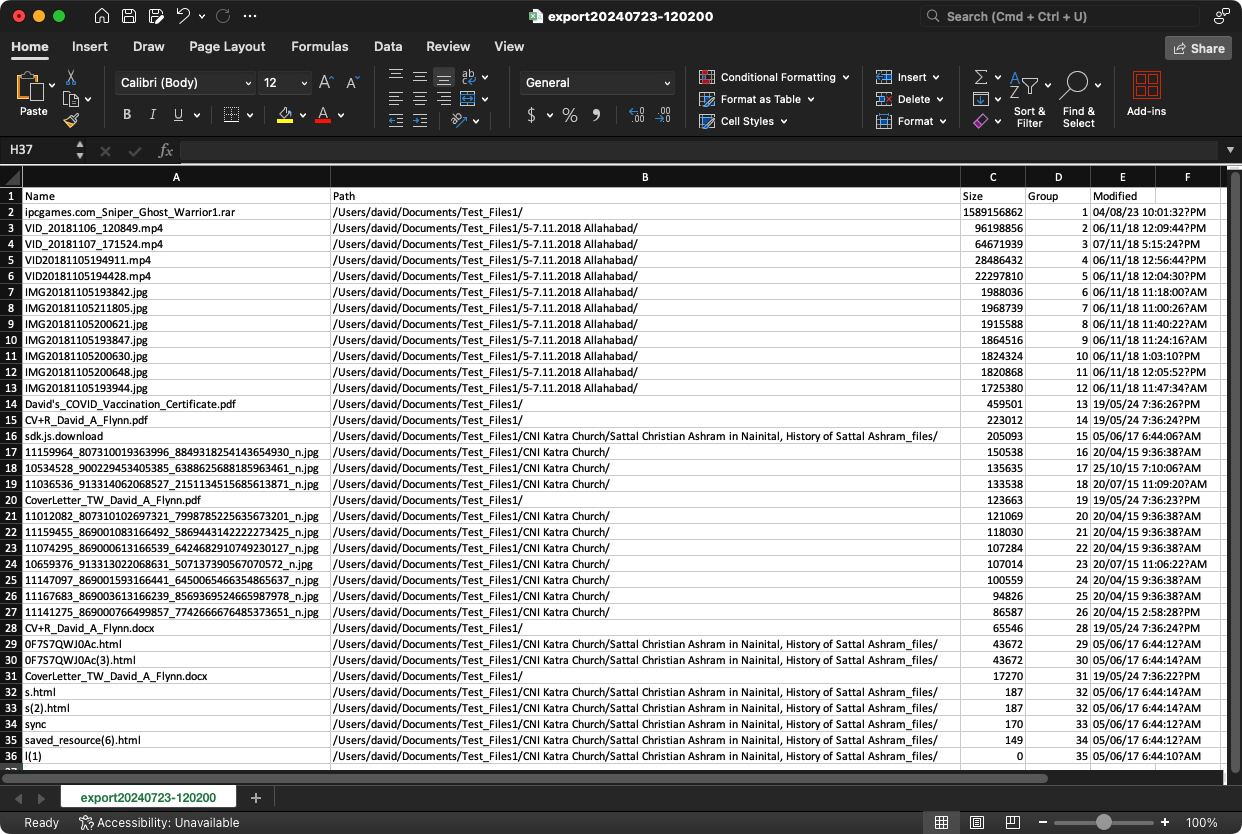 export20240723-120200
Search (Cmd + Ctrl + U)
Home Insert Draw Page Layout Formulas Data Review View Share
Paste
Calibri (Body) 12
B I U A
General
$ % 9
Conditional Formatting
Format as Table
Cell Styles
Insert
Delete
Format
Sort & Filter
Find & Select
Add-ins
H37 fx
A B C D E F
1 Name Path Size Group Modified
2 ipcgames.com_Sniper_Ghost_Warrior1.rar /Users/david/Documents/Test_Files1/ 1589156862 1 04/08/23 10:01:32?PM
3 VID_20181106_120849.mp4 /Users/david/Documents/Test_Files1/5-7.11.2018 Allahabad/ 96198856 2 06/11/18 12:09:44?PM
4 VID_20181107_171524.mp4 /Users/david/Documents/Test_Files1/5-7.11.2018 Allahabad/ 64671939 3 07/11/18 5:15:24?PM
5 VID20181105194911.mp4 /Users/david/Documents/Test_Files1/5-7.11.2018 Allahabad/ 28486432 4 06/11/18 12:56:44?PM
6 VID20181105194428.mp4 /Users/david/Documents/Test_Files1/5-7.11.2018 Allahabad/ 22297810 5 06/11/18 12:04:30?PM
7 IMG20181105193842.jpg /Users/david/Documents/Test_Files1/5-7.11.2018 Allahabad/ 1988036 6 06/11/18 11:18:00?AM
8 IMG20181105211805.jpg /Users/david/Documents/Test_Files1/5-7.11.2018 Allahabad/ 1968739 7 06/11/18 11:00:26?AM
9 IMG20181105200621.jpg /Users/david/Documents/Test_Files1/5-7.11.2018 Allahabad/ 1915588 8 06/11/18 11:40:22?AM
10 IMG20181105193847.jpg /Users/david/Documents/Test_Files1/5-7.11.2018 Allahabad/ 1864516 9 06/11/18 11:24:16?AM
11 IMG20181105200630.jpg /Users/david/Documents/Test_Files1/5-7.11.2018 Allahabad/ 1824324 10 06/11/18 1:03:10?PM
12 IMG20181105200648.jpg /Users/david/Documents/Test_Files1/5-7.11.2018 Allahabad/ 1820868 11 06/11/18 12:05:52?PM
13 IMG20181105193944.jpg /Users/david/Documents/Test_Files1/5-7.11.2018 Allahabad/ 1725380 12 06/11/18 11:47:34?AM
14 David's_COVID_Vaccination_Certificate.pdf /Users/david/Documents/Test_Files1/ 459501 13 19/05/24 7:36:26?PM
15 CV+R_David_A_Flynn.pdf /Users/david/Documents/Test_Files1/ 223012 14 19/05/24 7:36:24?PM
16 sdk.js.download /Users/david/Documents/Test_Files1/CNI Katra Church/Sattal Christian Ashram in Nainital, History of Sattal Ashram_files/ 205093 15 05/06/17 6:44:06?AM
17 11159964_807310019363996_8849318254143654930_n.jpg /Users/david/Documents/Test_Files1/CNI Katra Church/ 150538 16 20/04/15 9:36:38?AM
18 10534528_900229453405385_6388625688185963461_n.jpg /Users/david/Documents/Test_Files1/CNI Katra Church/ 135635 17 25/10/15 7:10:06?AM
19 11036536_913314062068527_2151134515685613871_n.jpg /Users/david/Documents/Test_Files1/CNI Katra Church/ 133538 18 20/07/15 11:09:20?AM
20 CoverLetter_TW_David_A_Flynn.pdf /Users/david/Documents/Test_Files1/ 123663 19 19/05/24 7:36:23?PM
21 11012082_807310102697321_7998785225635673201_n.jpg /Users/david/Documents/Test_Files1/CNI Katra Church/ 121069 20 20/04/15 9:36:38?AM
22 11159455_869001083166492_5869443142222273425_n.jpg /Users/david/Documents/Test_Files1/CNI Katra Church/ 118030 21 20/04/15 9:36:38?AM
23 11074295_869000613166539_6424682910749230127_n.jpg /Users/david/Documents/Test_Files1/CNI Katra Church/ 107284 22 20/04/15 9:36:38?AM
24 10659376_913313022068631_507137390567070572_n.jpg /Users/david/Documents/Test_Files1/CNI Katra Church/ 107014 23 20/07/15 11:06:22?AM
25 11147097_869001593166441_6450065466354865637_n.jpg /Users/david/Documents/Test_Files1/CNI Katra Church/ 100559 24 20/04/15 9:36:38?AM
26 11167683_869003613166239_8569369524665987978_n.jpg /Users/david/Documents/Test_Files1/CNI Katra Church/ 94826 25 20/04/15 9:36:38?AM
27 11141275_869000766499857_7742666676485373651_n.jpg /Users/david/Documents/Test_Files1/CNI Katra Church/ 86587 26 20/04/15 2:58:28?PM
28 CV+R_David_A_Flynn.docx /Users/david/Documents/Test_Files1/ 65546 28 19/05/24 7:36:24?PM
29 0F7S7QWJ0Ac.html /Users/david/Documents/Test_Files1/CNI Katra Church/Sattal Christian Ashram in Nainital, History of Sattal Ashram_files/ 43672 29 05/06/17 6:44:12?AM
30 0F7S7QWJ0Ac(3).html /Users/david/Documents/Test_Files1/CNI Katra Church/Sattal Christian Ashram in Nainital, History of Sattal Ashram_files/ 43672 30 05/06/17 6:44:14?AM
31 CoverLetter_TW_David_A_Flynn.docx /Users/david/Documents/Test_Files1/ 17270 31 19/05/24 7:36:22?PM
32 s.html /Users/david/Documents/Test_Files1/CNI Katra Church/Sattal Christian Ashram in Nainital, History of Sattal Ashram_files/ 187 32 05/06/17 6:44:14?AM
33 s(2).html /Users/david/Documents/Test_Files1/CNI Katra Church/Sattal Christian Ashram in Nainital, History of Sattal Ashram_files/ 187 32 05/06/17 6:44:14?AM
34 sync /Users/david/Documents/Test_Files1/CNI Katra Church/Sattal Christian Ashram in Nainital, History of Sattal Ashram_files/ 170 33 05/06/17 6:44:12?AM
35 saved_resource(6).html /Users/david/Documents/Test_Files1/CNI Katra Church/Sattal Christian Ashram in Nainital, History of Sattal Ashram_files/ 149 34 05/06/17 6:44:12?AM
36 l(1) /Users/david/Documents/Test_Files1/CNI Katra Church/Sattal Christian Ashram in Nainital, History of Sattal Ashram_files/ 0 35 05/06/17 6:44:10?AM
export20240723-120200
Ready Accessibility: Unavailable 100%